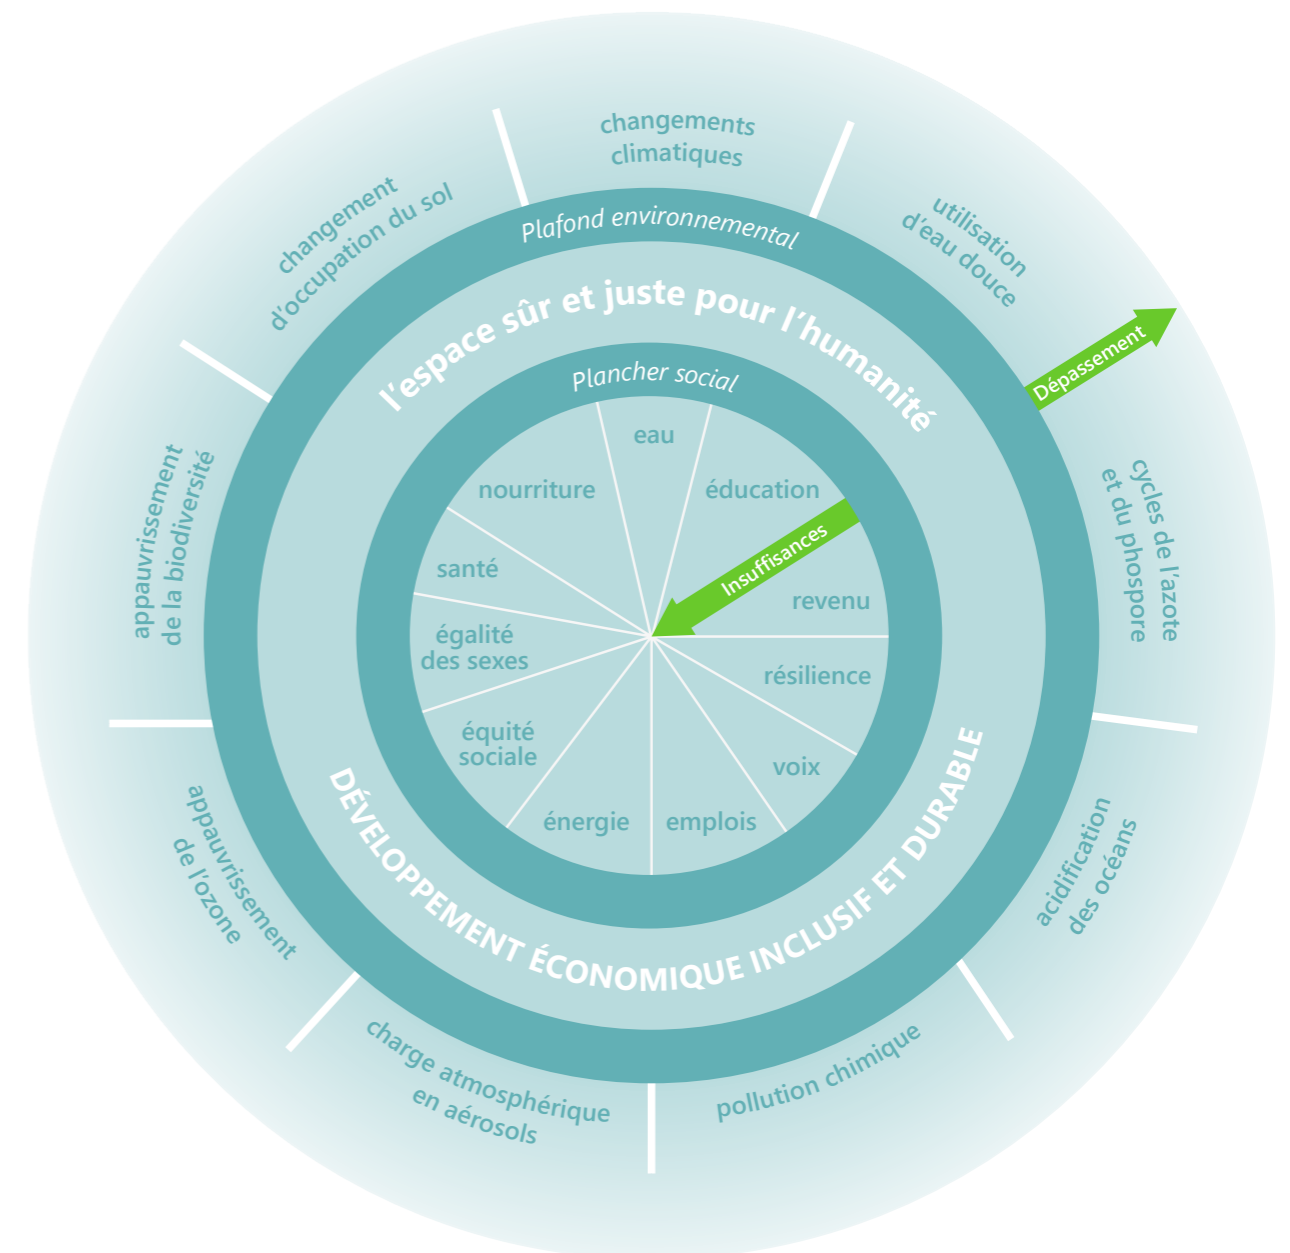 changements
climatiques
utilisation
d'eau douce
Dépassement
cycles de l'azote
et du phospore
acidification
des océans
pollution chimique
charge atmosphérique
en aérosols
appauvrissement
de l'ozone
appauvrissement
de la biodiversité
changement
d'occupation du sol
Plafond environnemental
l'espace sûr et juste pour l'humanité
DÉVELOPPEMENT ÉCONOMIQUE INCLUSIF ET DURABLE
Plancher social
eau
éducation
Insuffisances
revenu
résilience
voix
emplois
énergie
équité
sociale
égalité
des sexes
santé
nourriture